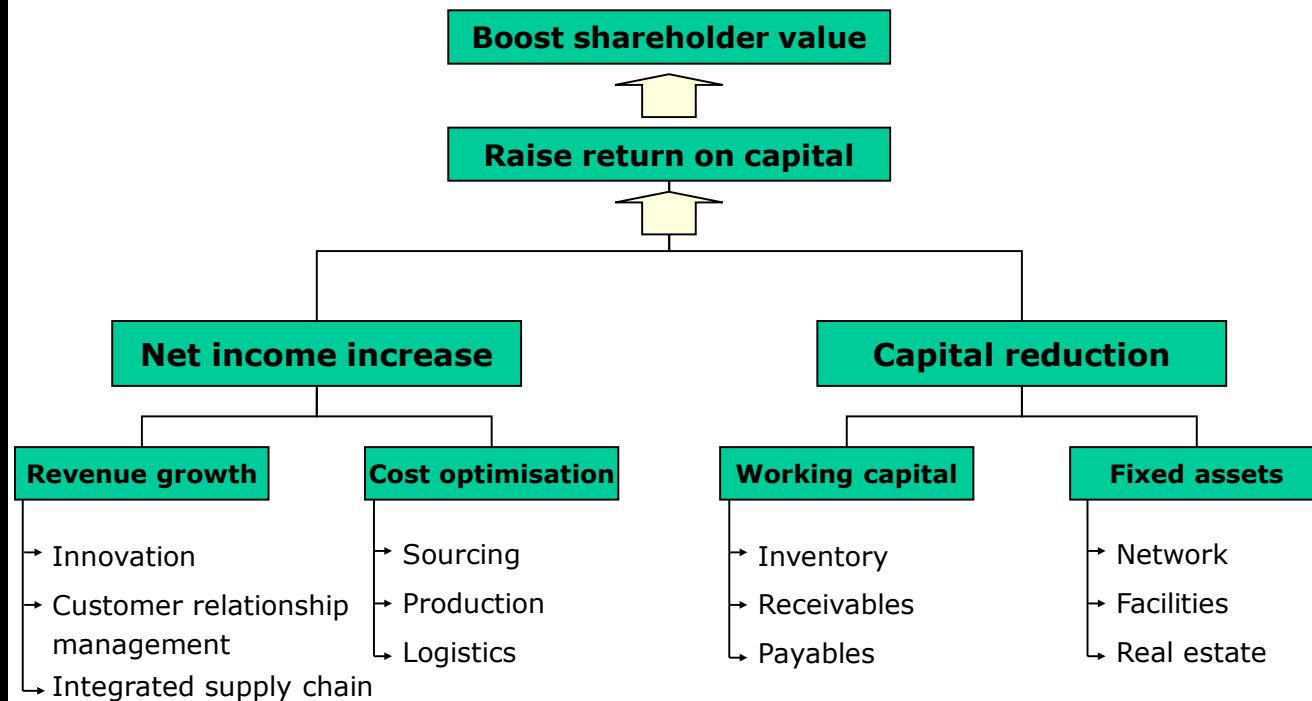 Boost shareholder value
Raise return on capital
Net income increase
Capital reduction
Revenue growth
Cost optimisation
Working capital
Fixed assets
Innovation
Customer relationship
management
Integrated supply chain
Sourcing
Production
Logistics
Inventory
Receivables
Payables
Network
Facilities
Real estate